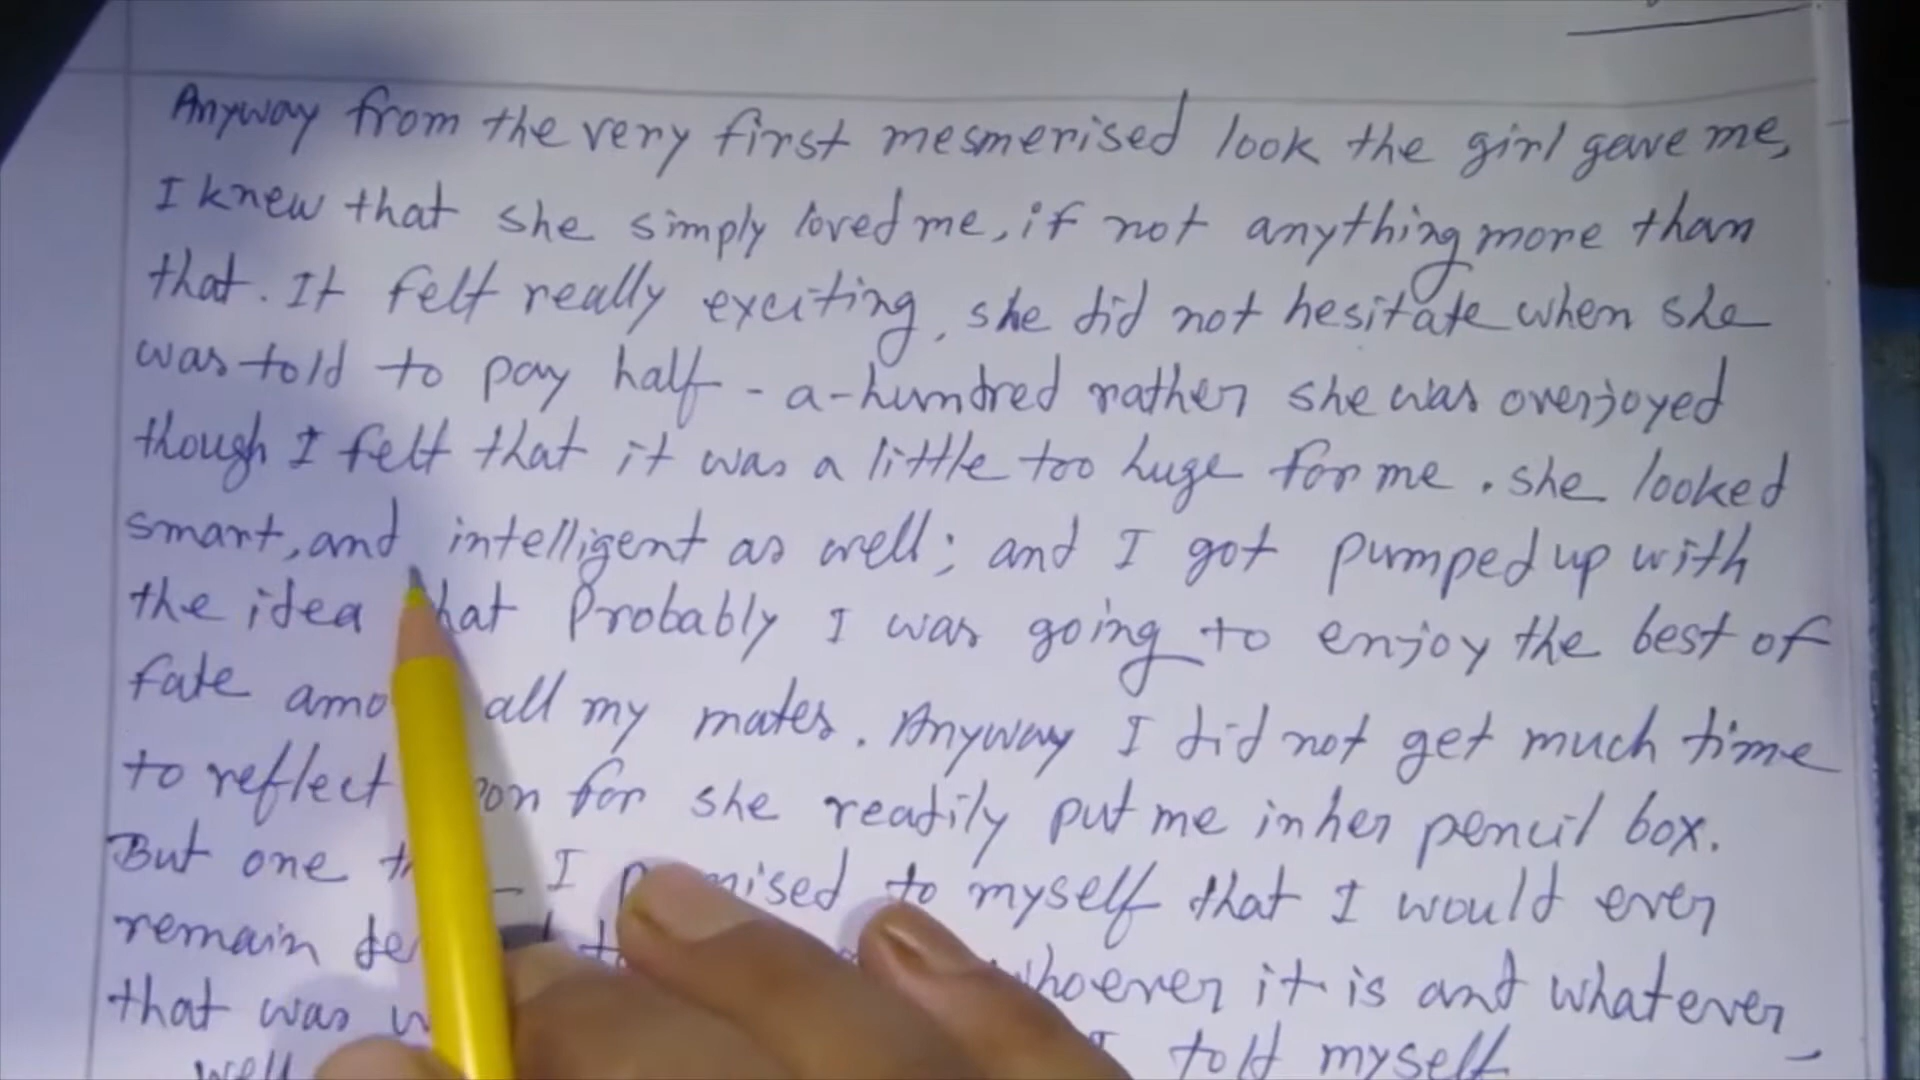 Anyway from the very first mesmerised look the girl gave me,
I knew that she simply loved me, if not anything more than
that. It felt really exciting, she did not hesitate when she
was told to pay half-a-hundred rather she was overjoyed
though I felt that it was a little too huge for me. she looked
smart, and intelligent as well; and I got pumped up with
the idea that Probably I was going to enjoy the best of
fate all my mates. Anyway I did not get much time
to reflect for she readily put me in her pencil box.
But one I promised to myself that I would ever
remain whoever it is and whatever
that was
well I told myself